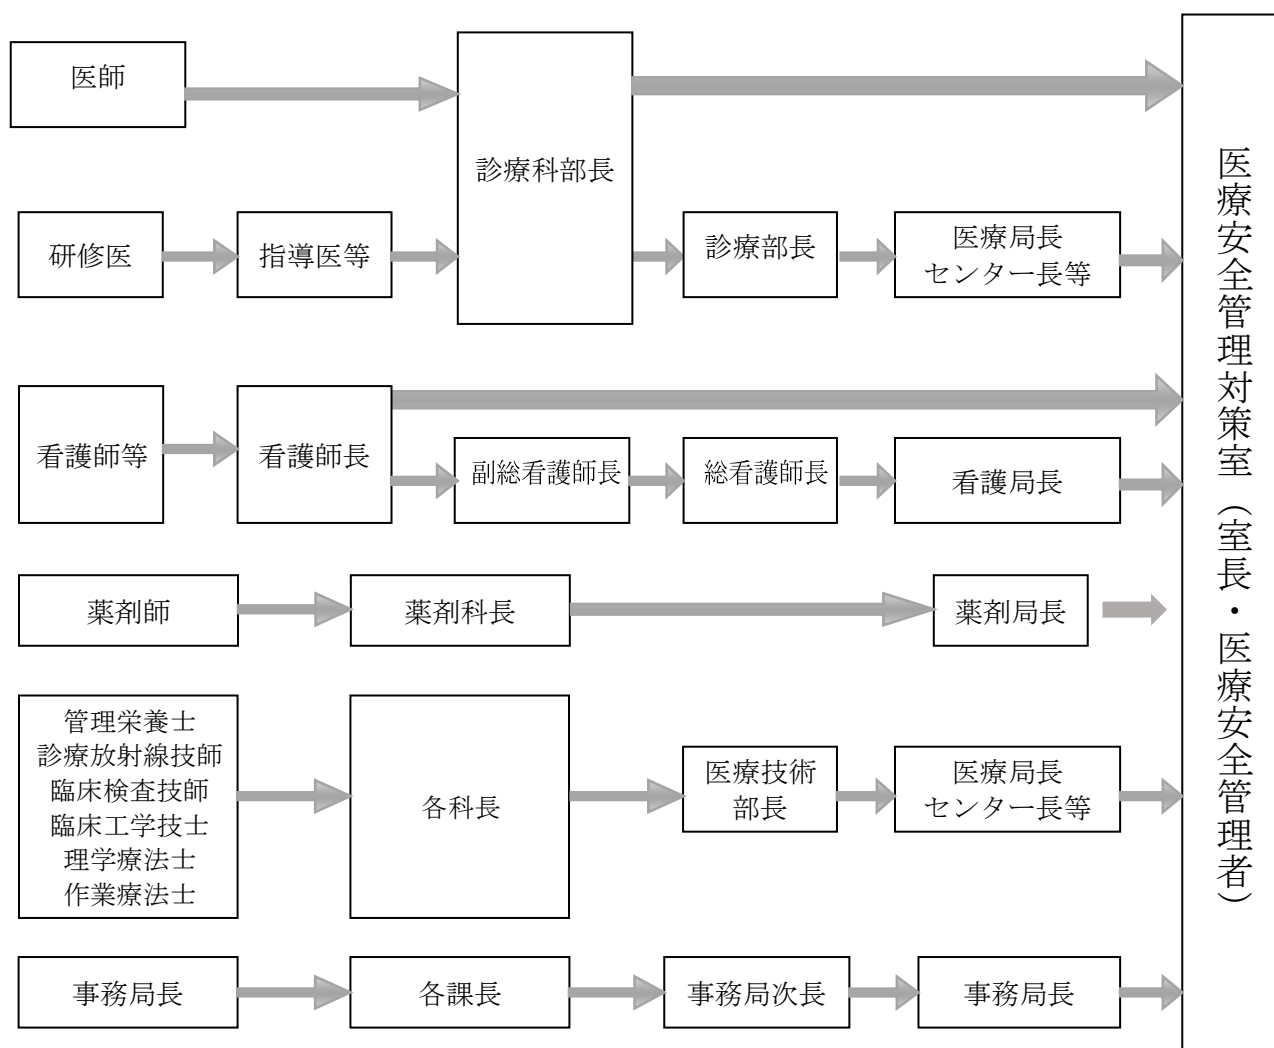 医師
診療科部長
研修医
指導医等
診療部長
医療局長
センター長等
看護師等
看護師長
副総看護師長
総看護師長
看護局長
薬剤師
薬剤科長
薬剤局長
管理栄養士
診療放射線技師
臨床検査技師
臨床工学技士
理学療法士
作業療法士
各科長
医療技術
部長
医療局長
センター長等
事務局長
各課長
事務局次長
事務局長
医療安全管理対策室（室長・医療安全管理者）